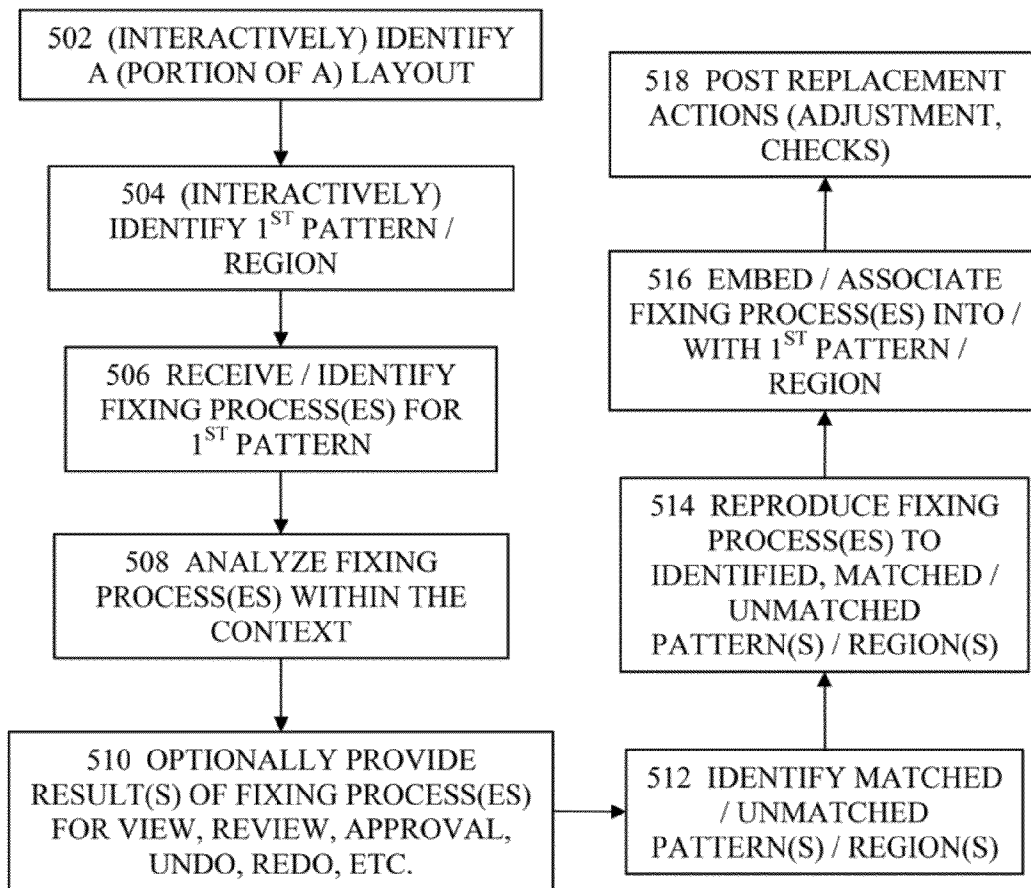 502 (INTERACTIVELY) IDENTIFY
A (PORTION OF A) LAYOUT
504 (INTERACTIVELY)
IDENTIFY 1ST PATTERN /
REGION
506 RECEIVE / IDENTIFY
FIXING PROCESS(ES) FOR
1ST PATTERN
508 ANALYZE FIXING
PROCESS(ES) WITHIN THE
CONTEXT
510 OPTIONALLY PROVIDE
RESULT(S) OF FIXING PROCESS(ES)
FOR VIEW, REVIEW, APPROVAL,
UNDO, REDO, ETC.
512 IDENTIFY MATCHED
/ UNMATCHED
PATTERN(S) / REGION(S)
514 REPRODUCE FIXING
PROCESS(ES) TO
IDENTIFIED, MATCHED /
UNMATCHED
PATTERN(S) / REGION(S)
516 EMBED / ASSOCIATE
FIXING PROCESS(ES) INTO /
WITH 1ST PATTERN /
REGION
518 POST REPLACEMENT
ACTIONS (ADJUSTMENT,
CHECKS)